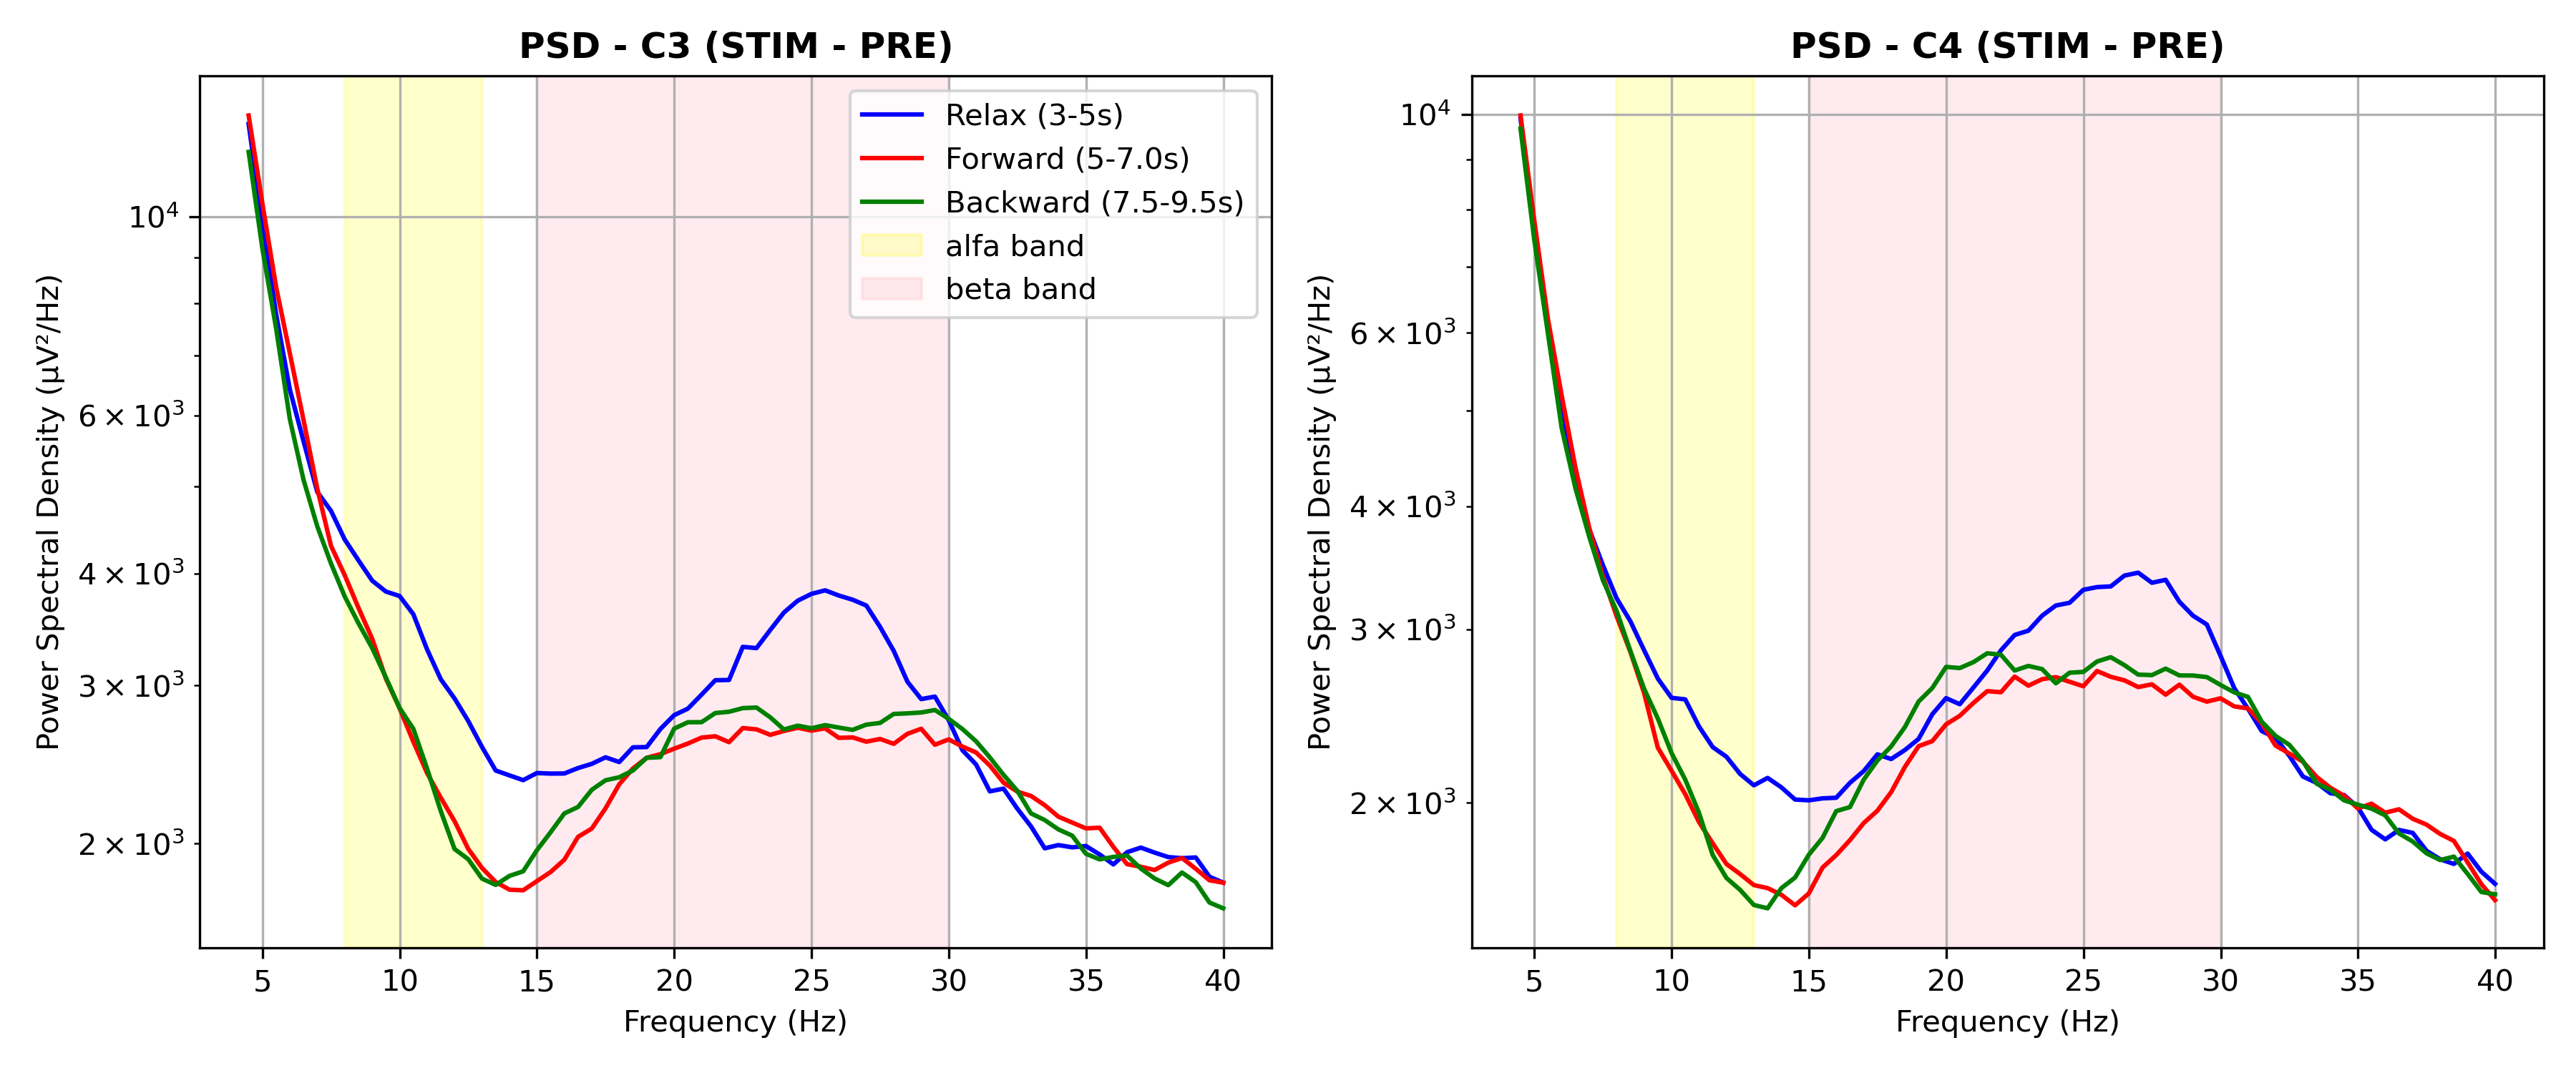 PSD - C3 (STIM - PRE)
Power Spectral Density (µV²/Hz)
10⁴
6 × 10³
4 × 10³
3 × 10³
2 × 10³
Relax (3-5s)
Forward (5-7.0s)
Backward (7.5-9.5s)
alfa band
beta band
5 10 15 20 25 30 35 40
Frequency (Hz)
PSD - C4 (STIM - PRE)
Power Spectral Density (µV²/Hz)
10⁴
6 × 10³
4 × 10³
3 × 10³
2 × 10³
5 10 15 20 25 30 35 40
Frequency (Hz)